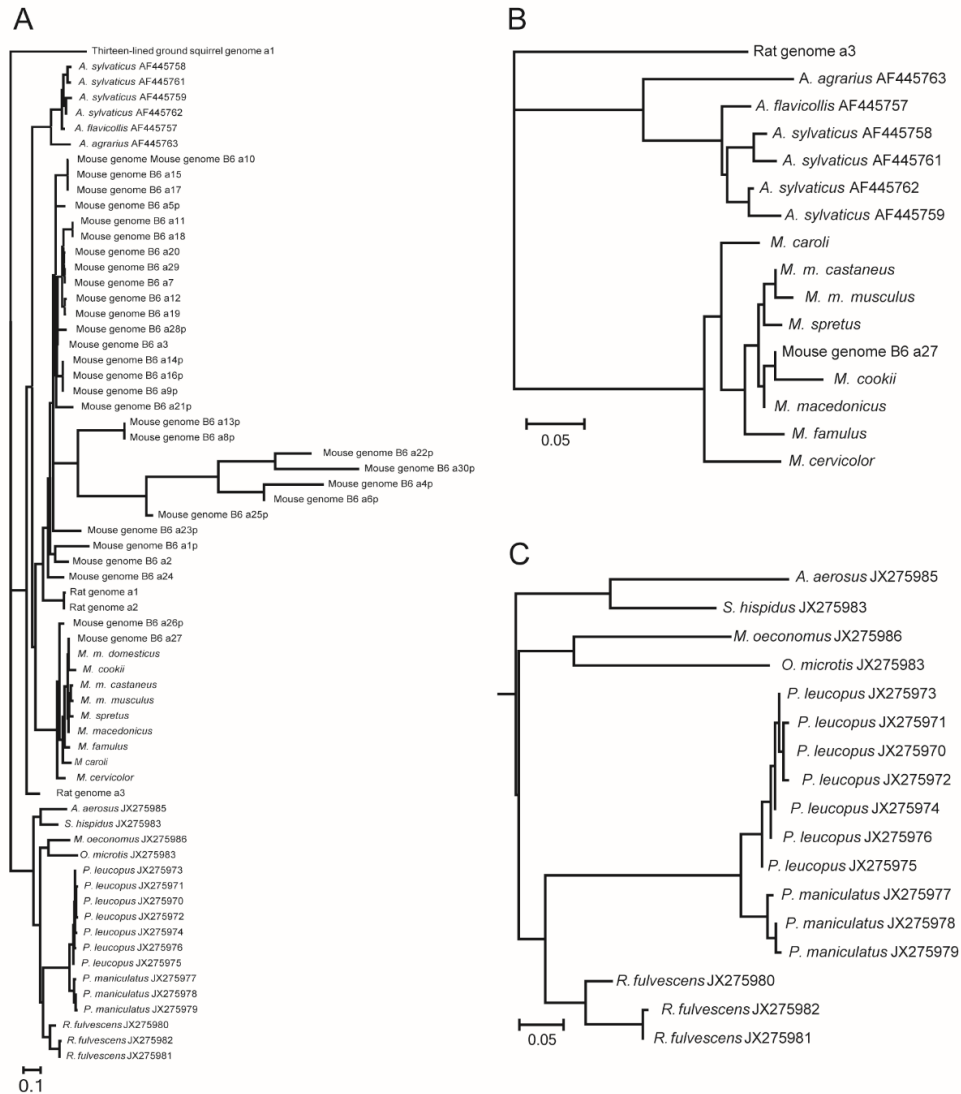 A
Thirteen-lined ground squirrel genome a1
A. sylvaticus AF445758
A. sylvaticus AF445761
A. sylvaticus AF445759
A. sylvaticus AF445762
A. flavicollis AF445757
A. agrarius AF445763
Mouse genome Mouse genome B6 a10
Mouse genome B6 a15
Mouse genome B6 a17
Mouse genome B6 a5p
Mouse genome B6 a11
Mouse genome B6 a18
Mouse genome B6 a20
Mouse genome B6 a29
Mouse genome B6 a7
Mouse genome B6 a12
Mouse genome B6 a19
Mouse genome B6 a28p
Mouse genome B6 a3
Mouse genome B6 a14p
Mouse genome B6 a16p
Mouse genome B6 a9p
Mouse genome B6 a21p
Mouse genome B6 a13p
Mouse genome B6 a8p
Mouse genome B6 a22p
Mouse genome B6 a30p
Mouse genome B6 a4p
Mouse genome B6 a6p
Mouse genome B6 a25p
Mouse genome B6 a23p
Mouse genome B6 a1p
Mouse genome B6 a2
Mouse genome B6 a24
Rat genome a1
Rat genome a2
Mouse genome B6 a26p
Mouse genome B6 a27
M. m. domesticus
M. cookii
M. m. castaneus
M. m. musculus
M. spretus
M. macedonicus
M. famulus
M caroli
M. cervicolor
Rat genome a3
A. aerosus JX275985
S. hispidus JX275983
M. oeconomus JX275986
O. microtis JX275983
P. leucopus JX275973
P. leucopus JX275971
P. leucopus JX275970
P. leucopus JX275972
P. leucopus JX275974
P. leucopus JX275976
P. leucopus JX275975
P. maniculatus JX275977
P. maniculatus JX275978
P. maniculatus JX275979
R. fulvescens JX275980
R. fulvescens JX275982
R. fulvescens JX275981
0.1
B
Rat genome a3
A. agrarius AF445763
A. flavicollis AF445757
A. sylvaticus AF445758
A. sylvaticus AF445761
A. sylvaticus AF445762
A. sylvaticus AF445759
M. caroli
M. m. castaneus
M. m. musculus
M. spretus
Mouse genome B6 a27
M. cookii
M. macedonicus
M. famulus
M. cervicolor
0.05
C
A. aerosus JX275985
S. hispidus JX275983
M. oeconomus JX275986
O. microtis JX275983
P. leucopus JX275973
P. leucopus JX275971
P. leucopus JX275970
P. leucopus JX275972
P. leucopus JX275974
P. leucopus JX275976
P. leucopus JX275975
P. maniculatus JX275977
P. maniculatus JX275978
P. maniculatus JX275979
R. fulvescens JX275980
R. fulvescens JX275982
R. fulvescens JX275981
0.05